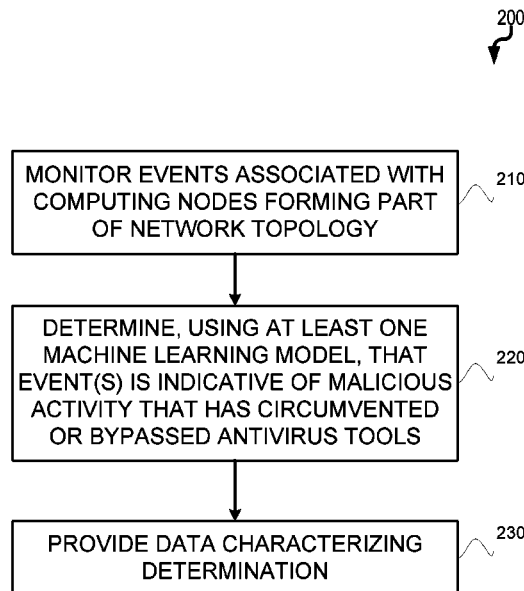 200
MONITOR EVENTS ASSOCIATED WITH
COMPUTING NODES FORMING PART
OF NETWORK TOPOLOGY
210
DETERMINE, USING AT LEAST ONE
MACHINE LEARNING MODEL, THAT
EVENT(S) IS INDICATIVE OF MALICIOUS
ACTIVITY THAT HAS CIRCUMVENTED
OR BYPASSED ANTIVIRUS TOOLS
220
PROVIDE DATA CHARACTERIZING
DETERMINATION
230